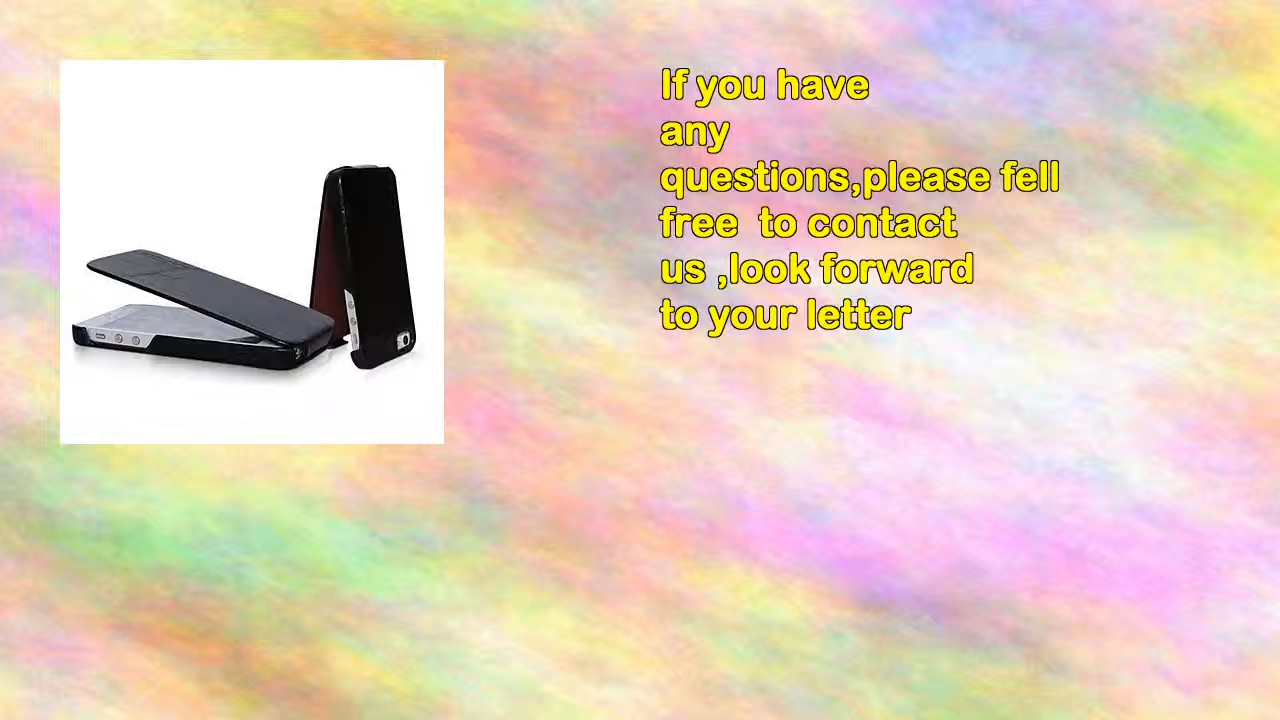 If you have
any
questions,please fell
free  to contact
us ,look forward
to your letter